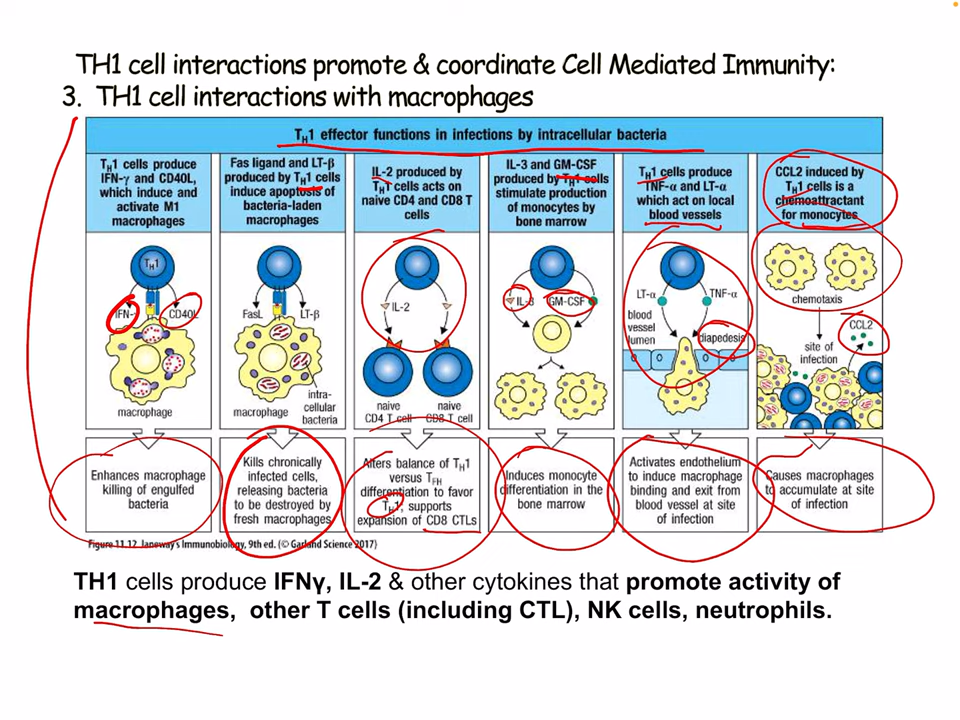 TH1 cell interactions promote & coordinate Cell Mediated Immunity:
3. TH1 cell interactions with macrophages
TH1 effector functions in infections by intracellular bacteria
TH1 cells produce
IFN-γ and CD40L,
which induce and
activate M1
macrophages
Fas ligand and LT-β
produced by TH1 cells
induce apoptosis of
bacteria-laden
macrophages
IL-2 produced by
TH1 cells acts on
naive CD4 and CD8 T
cells
IL-3 and GM-CSF
produced by TH1 cells
stimulate production
of monocytes by
bone marrow
TH1 cells produce
TNF-α and LT-α
which act on local
blood vessels
CCL2 induced by
TH1 cells is a
chemoattractant
for monocytes
TH1
IFN-γ
CD40L
macrophage
FasL
LT-β
macrophage
intra-
cellular
bacteria
IL-2
naive
CD4 T cell
naive
CD8 T cell
IL-3
GM-CSF
LT-α
TNF-α
blood
vessel
lumen
diapedesis
chemotaxis
CCL2
site of
infection
Enhances macrophage
killing of engulfed
bacteria
Kills chronically
infected cells,
releasing bacteria
to be destroyed by
fresh macrophages
Alters balance of TH1
versus TFH
differentiation to favor
TH1, supports
expansion of CD8 CTLs
Induces monocyte
differentiation in the
bone marrow
Activates endothelium
to induce macrophage
binding and exit from
blood vessel at site
of infection
Causes macrophages
to accumulate at site
of infection
Figure 11.12 Janeway's Immunobiology, 9th ed. (© Garland Science 2017)
TH1 cells produce IFNγ, IL-2 & other cytokines that promote activity of
macrophages, other T cells (including CTL), NK cells, neutrophils.